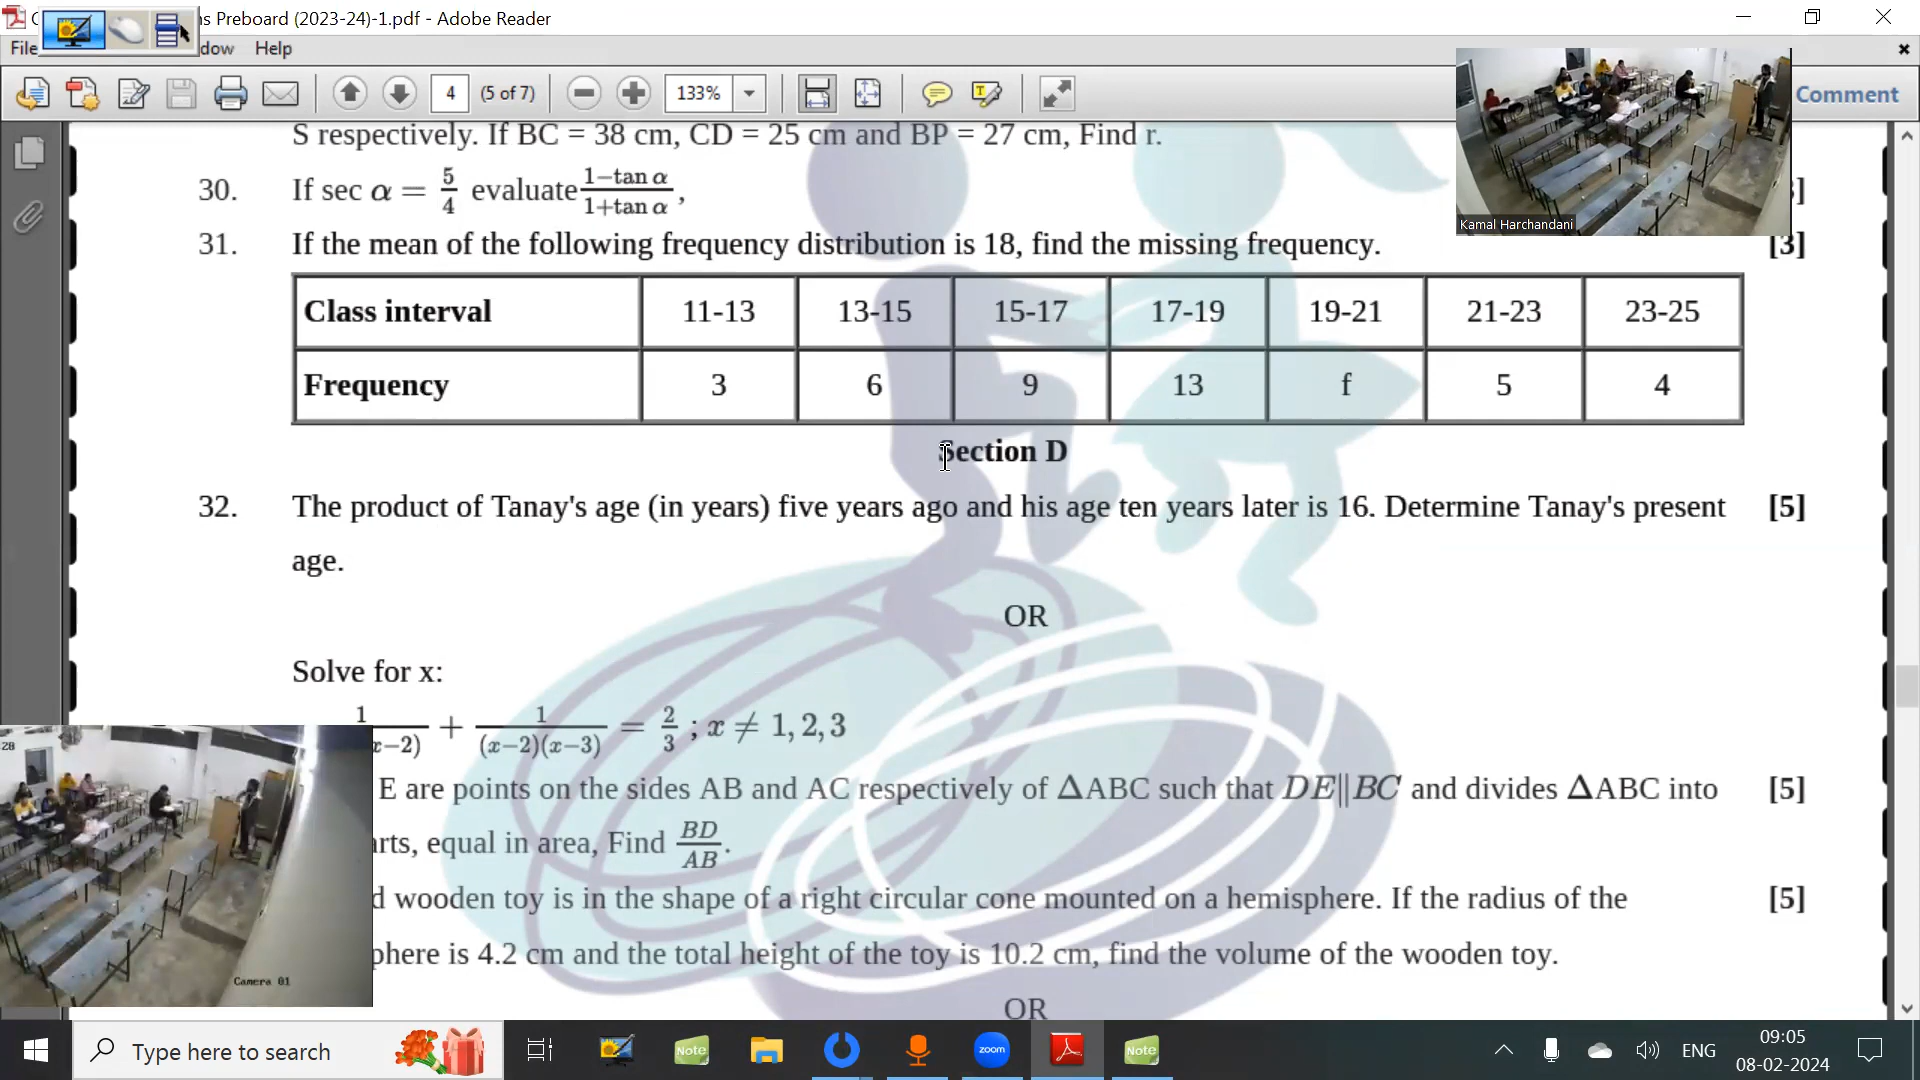 ns Preboard (2023-24)-1.pdf - Adobe Reader
File dow Help
4 (5 of 7) 133% Comment
S respectively. If BC = 38 cm, CD = 25 cm and BP = 27 cm, Find r.
30. If sec α = 5/4 evaluate (1−tan α)/(1+tan α),
Kamal Harchandani
31. If the mean of the following frequency distribution is 18, find the missing frequency. [3]
Class interval 11-13 13-15 15-17 17-19 19-21 21-23 23-25
Frequency 3 6 9 13 f 5 4
Section D
32. The product of Tanay's age (in years) five years ago and his age ten years later is 16. Determine Tanay's present [5]
age.
OR
Solve for x:
1/(x−2) + 1/((x−2)(x−3)) = 2/3 ; x ≠ 1, 2, 3
E are points on the sides AB and AC respectively of ΔABC such that DE∥BC and divides ΔABC into [5]
arts, equal in area, Find BD/AB.
d wooden toy is in the shape of a right circular cone mounted on a hemisphere. If the radius of the [5]
phere is 4.2 cm and the total height of the toy is 10.2 cm, find the volume of the wooden toy.
Camera 01
OR
Type here to search
Note
zoom
Note
ENG
09:05
08-02-2024